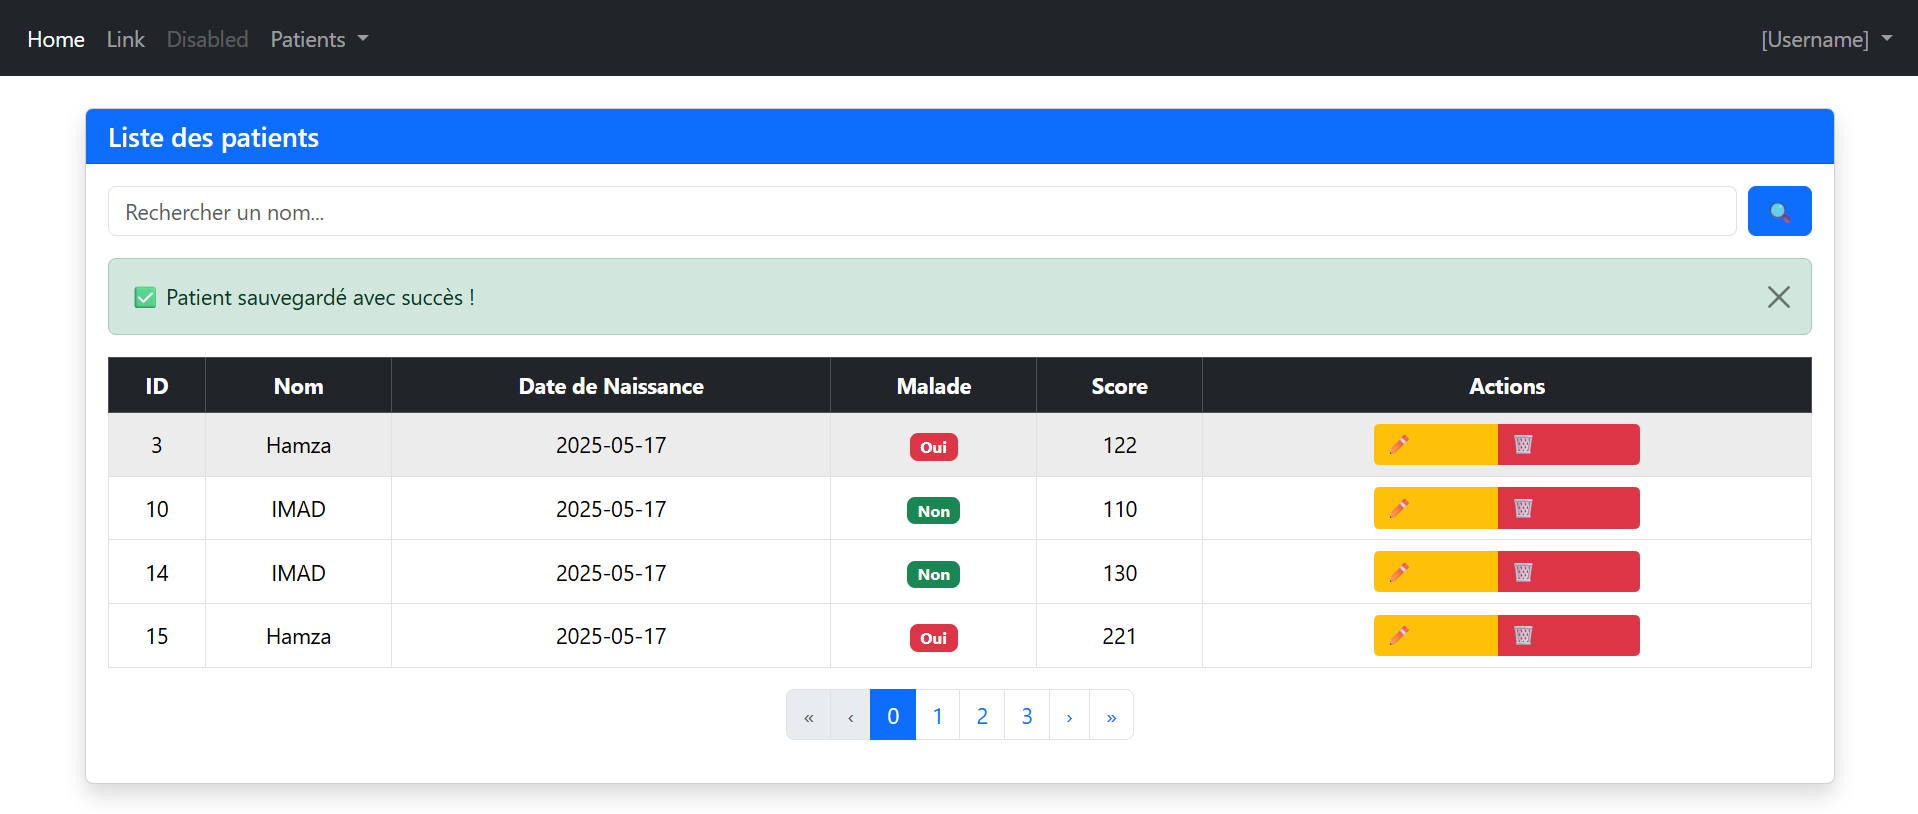 Home Link Disabled Patients [Username]
Liste des patients
Rechercher un nom...
Patient sauvegardé avec succès !
ID Nom Date de Naissance Malade Score Actions
3 Hamza 2025-05-17 Oui 122
10 IMAD 2025-05-17 Non 110
14 IMAD 2025-05-17 Non 130
15 Hamza 2025-05-17 Oui 221
« ‹ 0 1 2 3 › »